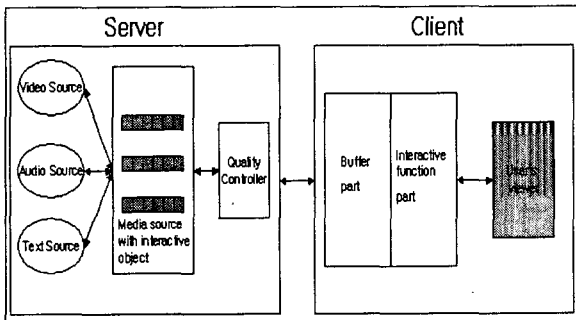 Server
Client
Video Source
Audio Source
Text Source
Media source
with interactive
object
Quality
Controller
Buffer
part
Interactive
function
part
viewer